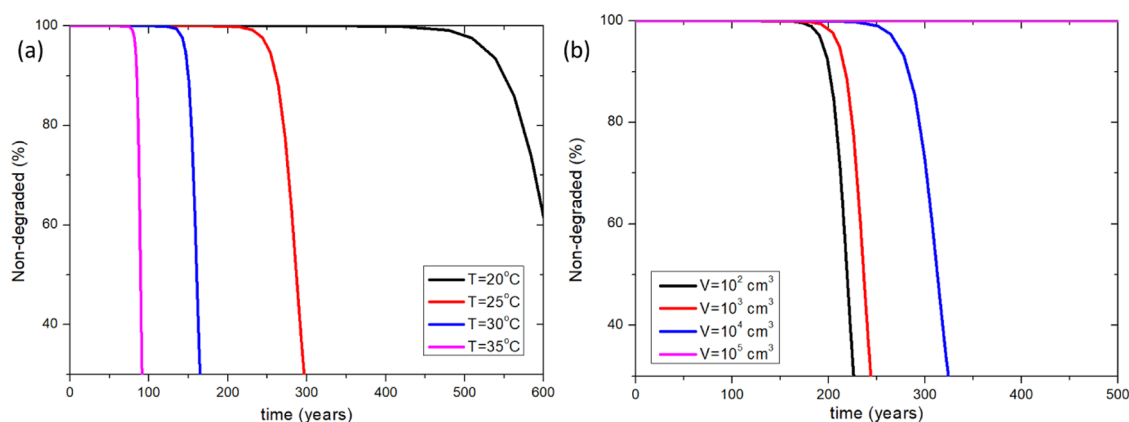 (a)
Non-degraded (%)
100
80
60
40
T=20°C
T=25°C
T=30°C
T=35°C
0
100
200
300
400
500
600
time (years)
(b)
Non-degraded (%)
100
80
60
40
V=10² cm³
V=10³ cm³
V=10⁴ cm³
V=10⁵ cm³
0
100
200
300
400
500
time (years)